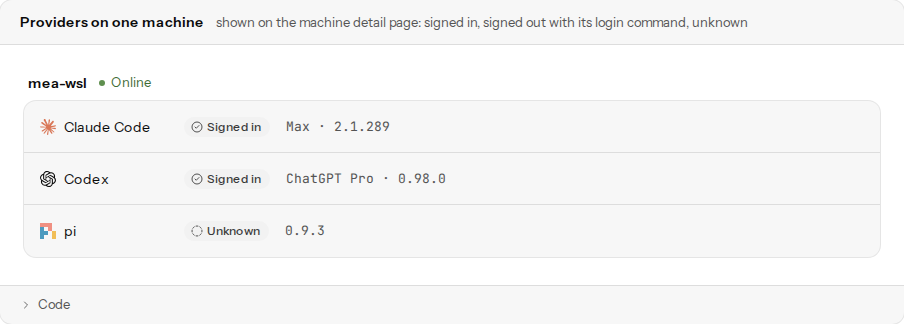 Providers on one machine shown on the machine detail page: signed in, signed out with its login command, unknown
mea-wsl Online
Claude Code Signed in Max · 2.1.289
Codex Signed in ChatGPT Pro · 0.98.0
pi Unknown 0.9.3
Code